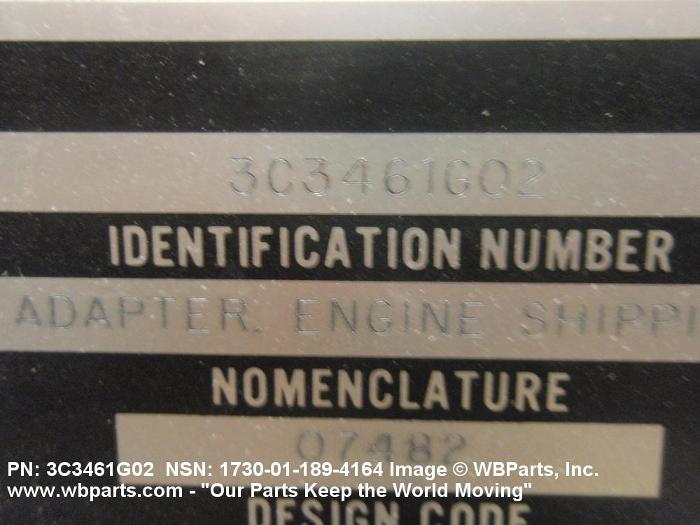 3C3461G02
IDENTIFICATION NUMBER
ADAPTER, ENGINE SHIPPI
NOMENCLATURE
07482
PN: 3C3461G02 NSN: 1730-01-189-4164 Image © WBParts, Inc.
www.wbparts.com - "Our Parts Keep the World Moving"
DESIGN CODE